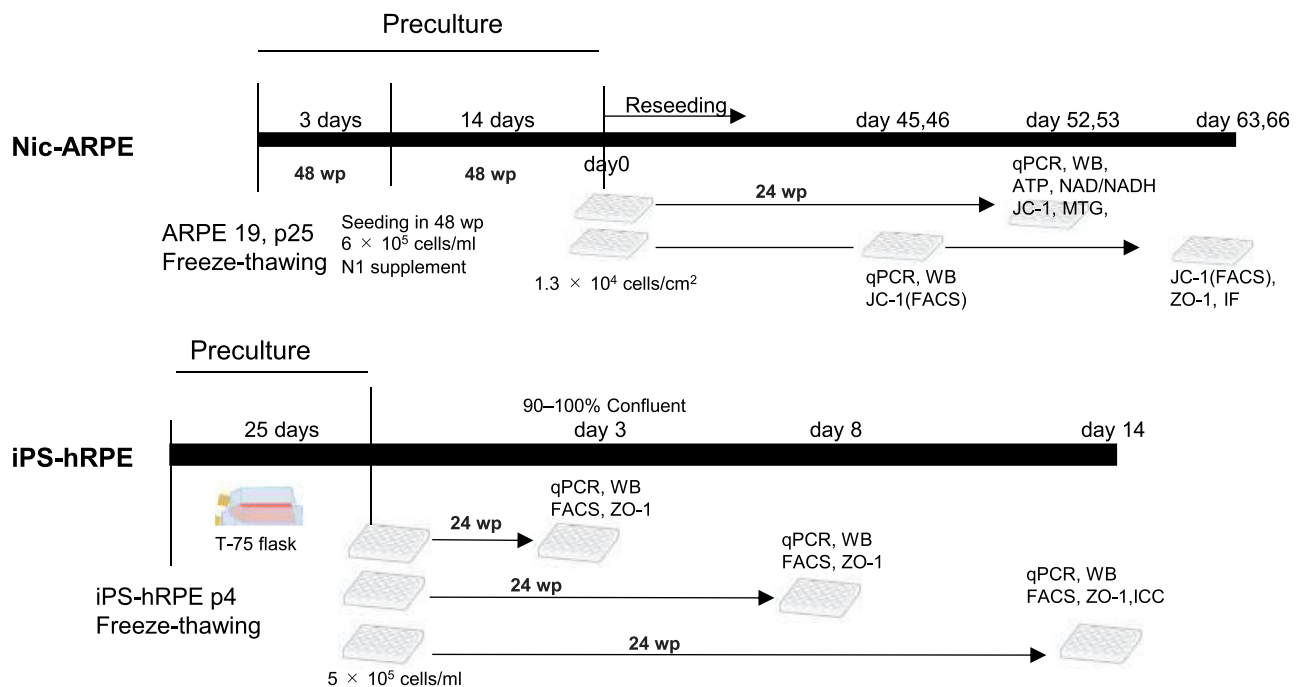 Preculture
3 days
14 days
Reseeding
day 45,46
day 52,53
day 63,66
Nic-ARPE
48 wp
48 wp
day0
24 wp
qPCR, WB,
ATP, NAD/NADH
JC-1, MTG,
ARPE 19, p25
Freeze-thawing
Seeding in 48 wp
6 × 10⁵ cells/ml
N1 supplement
1.3 × 10⁴ cells/cm²
qPCR, WB
JC-1(FACS)
JC-1(FACS),
ZO-1, IF
Preculture
90–100% Confluent
25 days
day 3
day 8
day 14
iPS-hRPE
T-75 flask
24 wp
qPCR, WB
FACS, ZO-1
24 wp
qPCR, WB
FACS, ZO-1
iPS-hRPE p4
Freeze-thawing
24 wp
qPCR, WB
FACS, ZO-1,ICC
5 × 10⁵ cells/ml